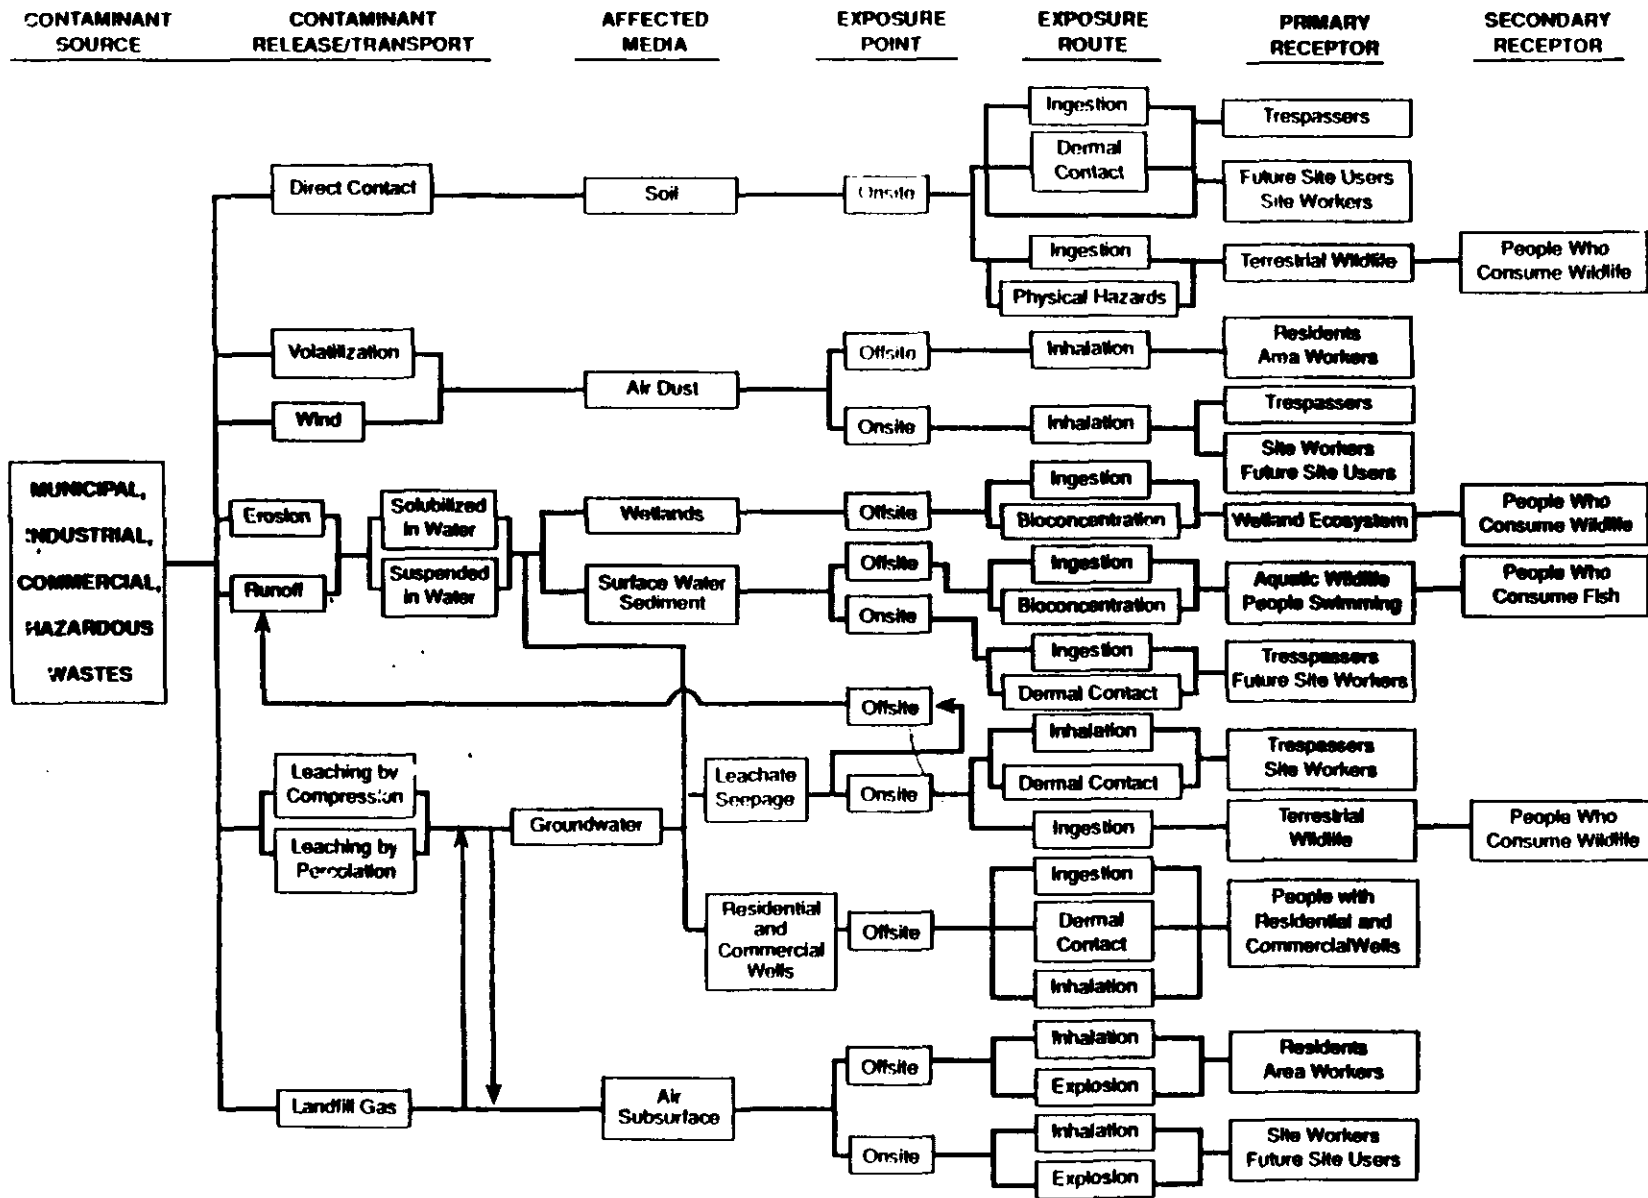 CONTAMINANT
SOURCE
CONTAMINANT
RELEASE/TRANSPORT
AFFECTED
MEDIA
EXPOSURE
POINT
EXPOSURE
ROUTE
PRIMARY
RECEPTOR
SECONDARY
RECEPTOR
MUNICIPAL,
INDUSTRIAL,
COMMERCIAL,
HAZARDOUS
WASTES
Direct Contact
Soil
Onsite
Ingestion
Dermal
Contact
Trespassers
Future Site Users
Site Workers
Ingestion
Physical Hazards
Terrestrial Wildlife
People Who
Consume Wildlife
Volatilization
Wind
Air Dust
Offsite
Inhalation
Residents
Area Workers
Onsite
Inhalation
Trespassers
Site Workers
Future Site Users
Erosion
Runoff
Solubilized
in Water
Suspended
in Water
Wetlands
Offsite
Ingestion
Bioconcentration
Wetland Ecosystem
People Who
Consume Wildlife
Surface Water
Sediment
Offsite
Ingestion
Bioconcentration
Aquatic Wildlife
People Swimming
People Who
Consume Fish
Onsite
Ingestion
Dermal Contact
Tresspassers
Future Site Workers
Leaching by
Compression
Leaching by
Percolation
Groundwater
Leachate
Seepage
Offsite
Onsite
Inhalation
Dermal Contact
Trespassers
Site Workers
Ingestion
Terrestrial
Wildlife
People Who
Consume Wildlife
Residential
and
Commercial
Wells
Offsite
Ingestion
Dermal
Contact
Inhalation
People with
Residential and
CommercialWells
Landfill Gas
Air
Subsurface
Offsite
Inhalation
Explosion
Residents
Area Workers
Onsite
Inhalation
Explosion
Site Workers
Future Site Users